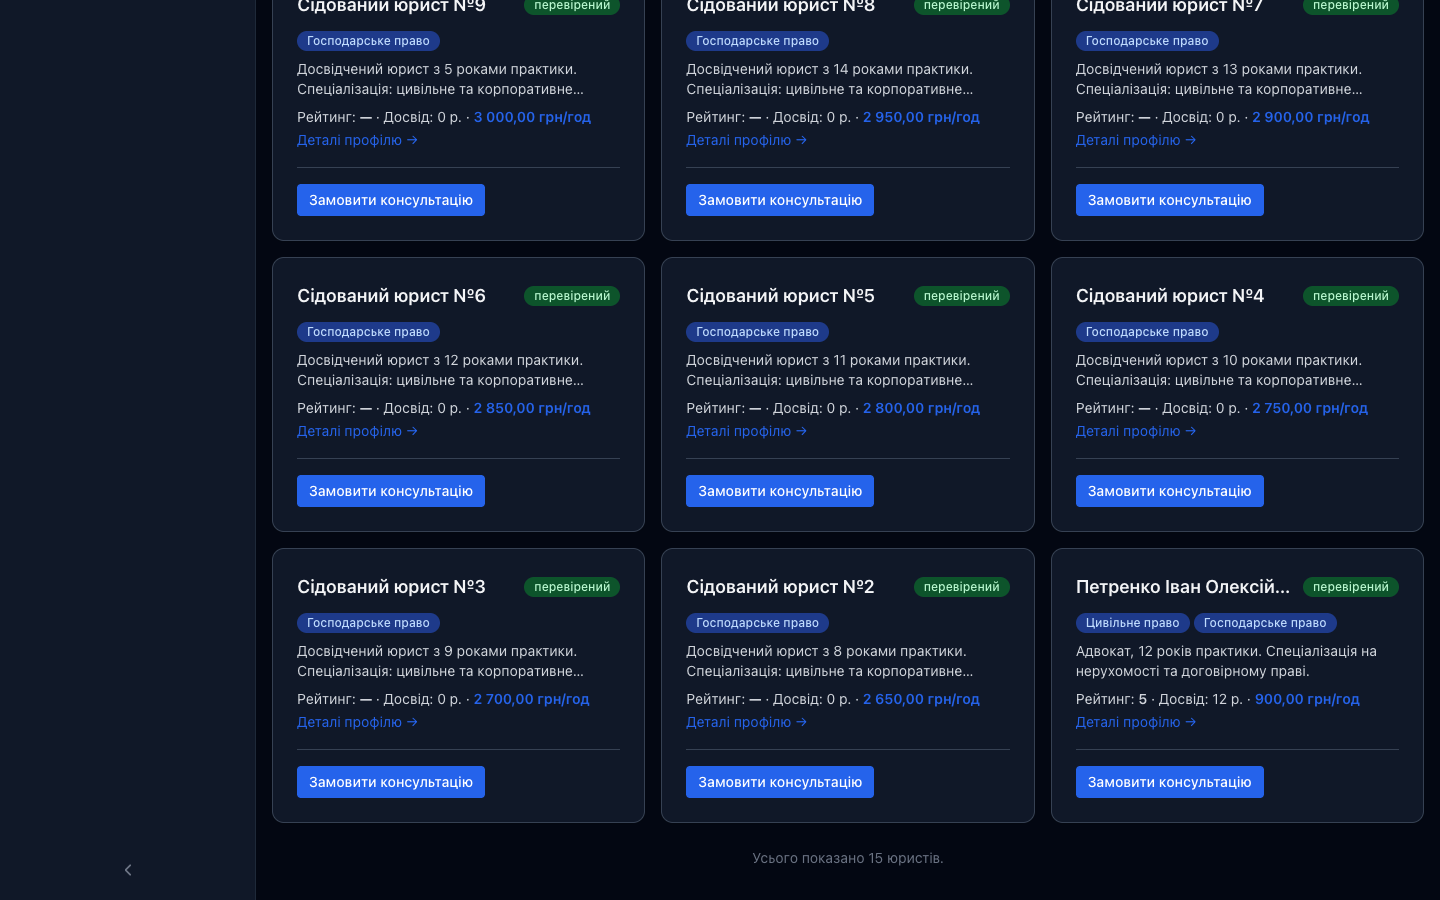 Сідований юрист №9
перевірений
Господарське право
Досвідчений юрист з 5 роками практики.
Спеціалізація: цивільне та корпоративне...
Рейтинг: — · Досвід: 0 р. · 3 000,00 грн/год
Деталі профілю →
Замовити консультацію
Сідований юрист №8
перевірений
Господарське право
Досвідчений юрист з 14 роками практики.
Спеціалізація: цивільне та корпоративне...
Рейтинг: — · Досвід: 0 р. · 2 950,00 грн/год
Деталі профілю →
Замовити консультацію
Сідований юрист №7
перевірений
Господарське право
Досвідчений юрист з 13 роками практики.
Спеціалізація: цивільне та корпоративне...
Рейтинг: — · Досвід: 0 р. · 2 900,00 грн/год
Деталі профілю →
Замовити консультацію
Сідований юрист №6
перевірений
Господарське право
Досвідчений юрист з 12 роками практики.
Спеціалізація: цивільне та корпоративне...
Рейтинг: — · Досвід: 0 р. · 2 850,00 грн/год
Деталі профілю →
Замовити консультацію
Сідований юрист №5
перевірений
Господарське право
Досвідчений юрист з 11 роками практики.
Спеціалізація: цивільне та корпоративне...
Рейтинг: — · Досвід: 0 р. · 2 800,00 грн/год
Деталі профілю →
Замовити консультацію
Сідований юрист №4
перевірений
Господарське право
Досвідчений юрист з 10 роками практики.
Спеціалізація: цивільне та корпоративне...
Рейтинг: — · Досвід: 0 р. · 2 750,00 грн/год
Деталі профілю →
Замовити консультацію
Сідований юрист №3
перевірений
Господарське право
Досвідчений юрист з 9 роками практики.
Спеціалізація: цивільне та корпоративне...
Рейтинг: — · Досвід: 0 р. · 2 700,00 грн/год
Деталі профілю →
Замовити консультацію
Сідований юрист №2
перевірений
Господарське право
Досвідчений юрист з 8 роками практики.
Спеціалізація: цивільне та корпоративне...
Рейтинг: — · Досвід: 0 р. · 2 650,00 грн/год
Деталі профілю →
Замовити консультацію
Петренко Іван Олексій...
перевірений
Цивільне право Господарське право
Адвокат, 12 років практики. Спеціалізація на
нерухомості та договірному праві.
Рейтинг: 5 · Досвід: 12 р. · 900,00 грн/год
Деталі профілю →
Замовити консультацію
Усього показано 15 юристів.